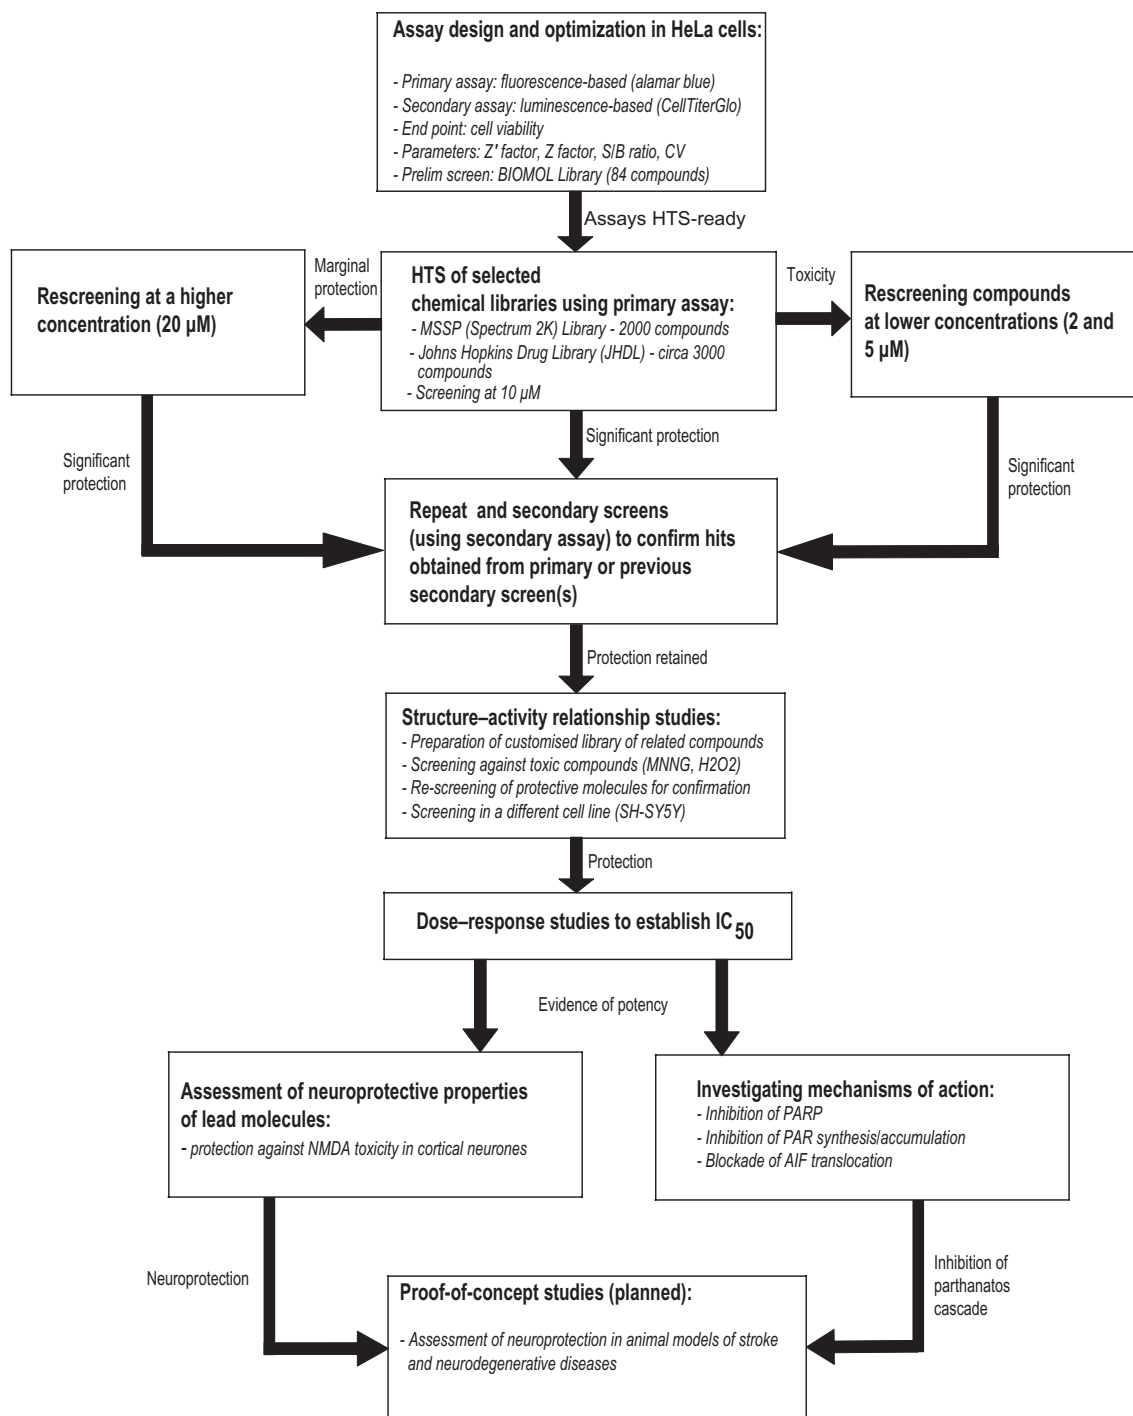 Assay design and optimization in HeLa cells:
- Primary assay: fluorescence-based (alamar blue)
- Secondary assay: luminescence-based (CellTiterGlo)
- End point: cell viability
- Parameters: Z' factor, Z factor, S/B ratio, CV
- Prelim screen: BIOMOL Library (84 compounds)
Assays HTS-ready
Rescreening at a higher
concentration (20 µM)
Marginal
protection
HTS of selected
chemical libraries using primary assay:
- MSSP (Spectrum 2K) Library - 2000 compounds
- Johns Hopkins Drug Library (JHDL) - circa 3000
compounds
- Screening at 10 µM
Toxicity
Rescreening compounds
at lower concentrations (2 and
5 µM)
Significant
protection
Significant protection
Significant
protection
Repeat and secondary screens
(using secondary assay) to confirm hits
obtained from primary or previous
secondary screen(s)
Protection retained
Structure–activity relationship studies:
- Preparation of customised library of related compounds
- Screening against toxic compounds (MNNG, H2O2)
- Re-screening of protective molecules for confirmation
- Screening in a different cell line (SH-SY5Y)
Protection
Dose–response studies to establish IC50
Evidence of potency
Assessment of neuroprotective properties
of lead molecules:
- protection against NMDA toxicity in cortical neurones
Investigating mechanisms of action:
- Inhibition of PARP
- Inhibition of PAR synthesis/accumulation
- Blockade of AIF translocation
Neuroprotection
Inhibition of
parthanatos
cascade
Proof-of-concept studies (planned):
- Assessment of neuroprotection in animal models of stroke
and neurodegenerative diseases